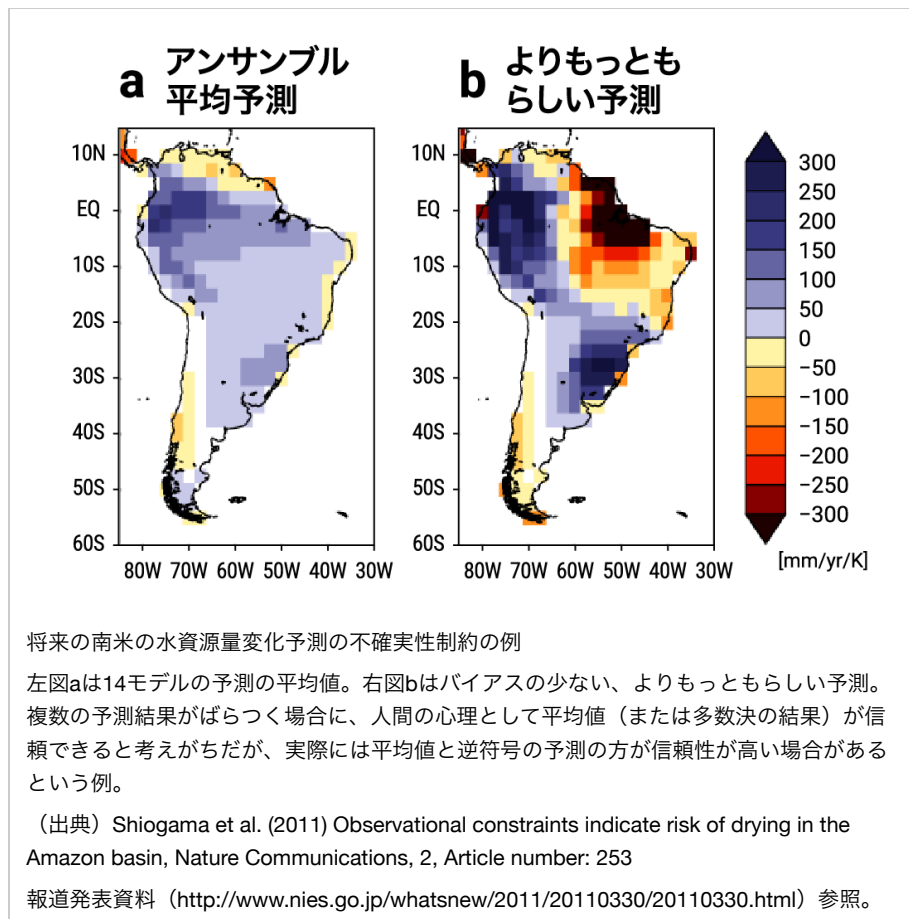 a アンサンブル
平均予測
b よりもっとも
らしい予測
10N
EQ
10S
20S
30S
40S
50S
60S
80W 70W 60W 50W 40W 30W
10N
EQ
10S
20S
30S
40S
50S
60S
80W 70W 60W 50W 40W 30W
300
250
200
150
100
50
0
−50
−100
−150
−200
−250
−300
[mm/yr/K]
将来の南米の水資源量変化予測の不確実性制約の例
左図aは14モデルの予測の平均値。右図bはバイアスの少ない、よりもっともらしい予測。
複数の予測結果がばらつく場合に、人間の心理として平均値（または多数決の結果）が信
頼できると考えがちだが、実際には平均値と逆符号の予測の方が信頼性が高い場合がある
という例。
（出典）Shiogama et al. (2011) Observational constraints indicate risk of drying in the
Amazon basin, Nature Communications, 2, Article number: 253
報道発表資料（http://www.nies.go.jp/whatsnew/2011/20110330/20110330.html）参照。